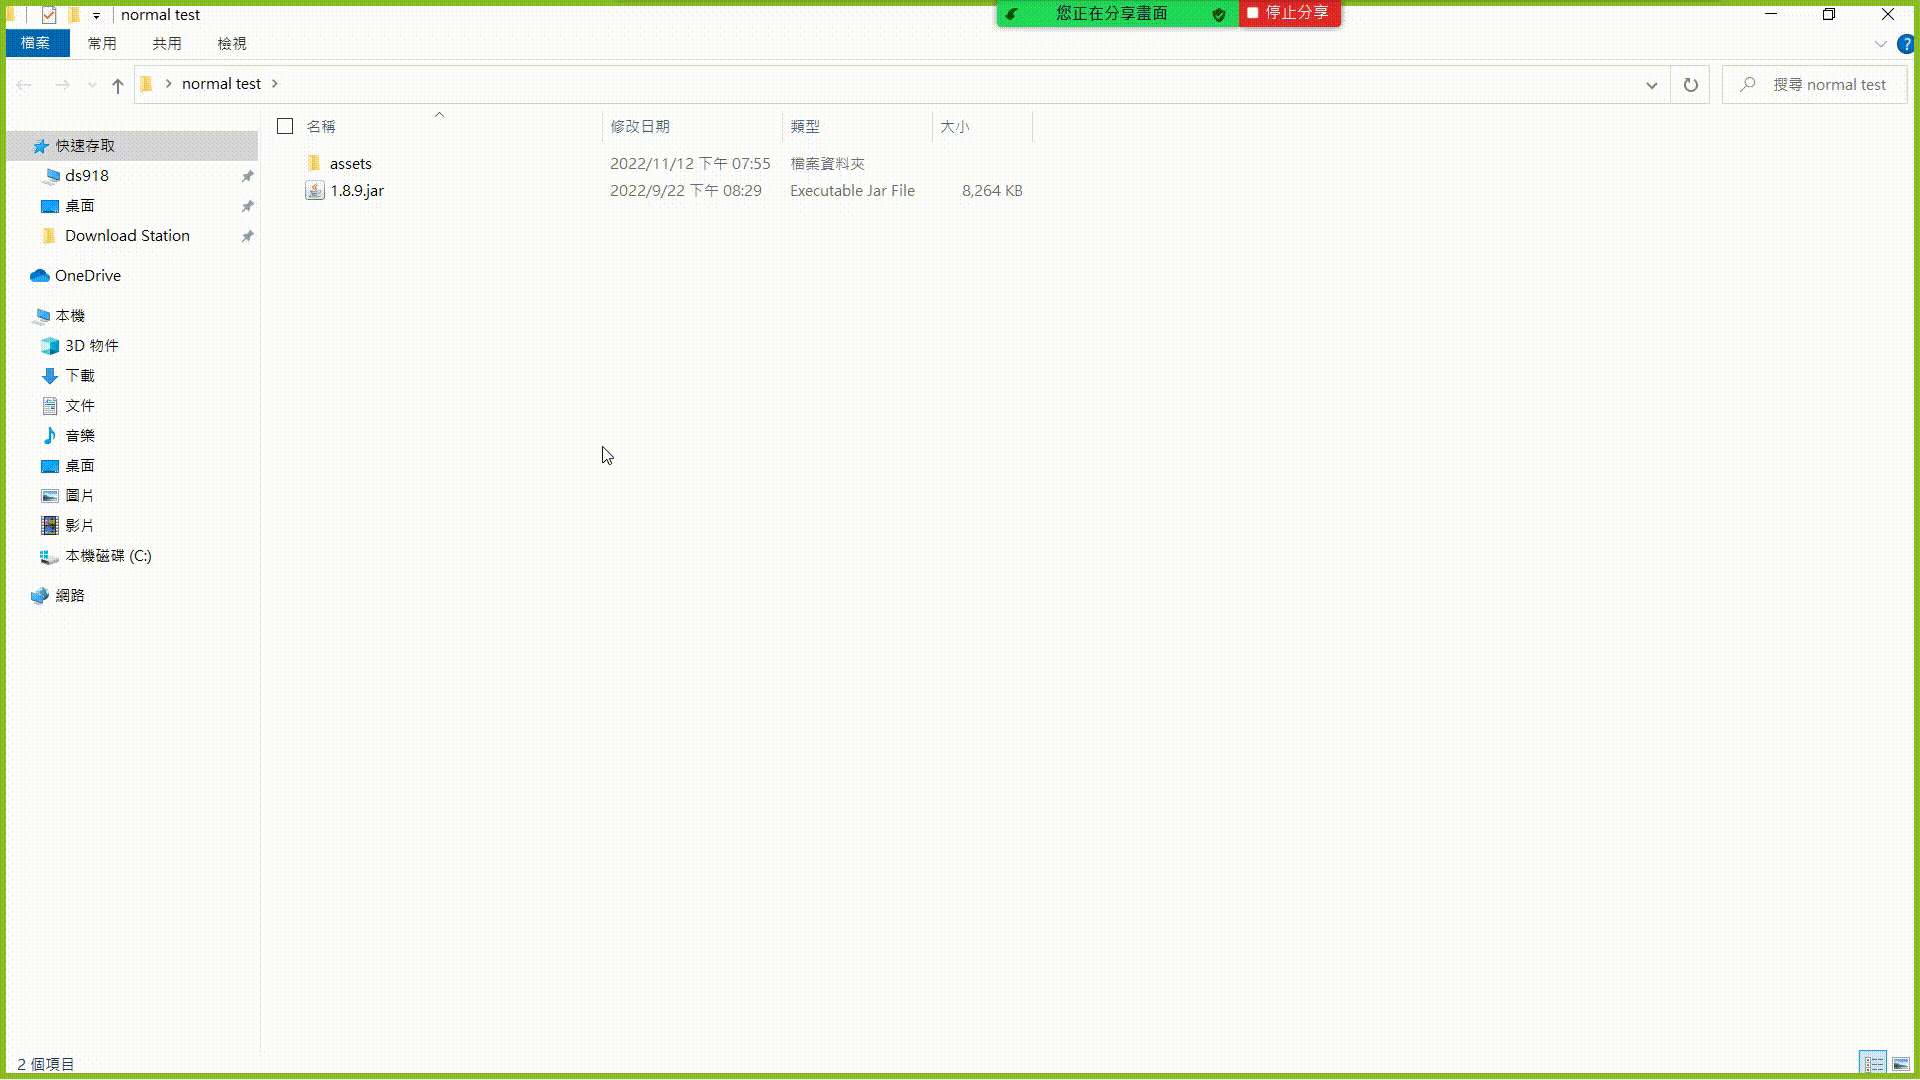 normal test
您正在分享畫面
停止分享
檔案 常用 共用 檢視
normal test
搜尋 normal test
名稱 修改日期 類型 大小
assets 2022/11/12 下午 07:55 檔案資料夾
1.8.9.jar 2022/9/22 下午 08:29 Executable Jar File 8,264 KB
快速存取
ds918
桌面
Download Station
OneDrive
本機
3D 物件
下載
文件
音樂
桌面
圖片
影片
本機磁碟 (C:)
網路
2 個項目